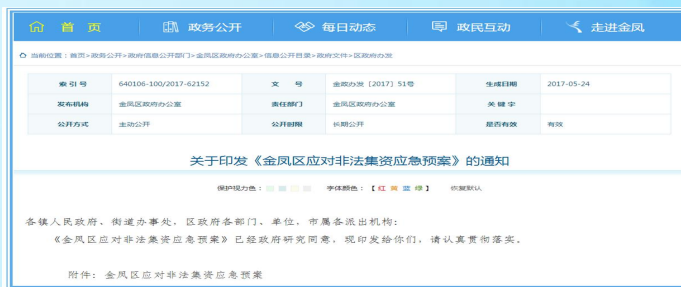 首 页 政务公开 每日动态 政民互动 走进金凤
当前位置：首页>政务公开>政府信息公开部门>金凤区政府办公室>信息公开目录>政府文件>区政府办发
索 引 号 640106-100/2017-62152 文 号 金政办发〔2017〕51号 生成日期 2017-05-24
发布机构 金凤区政府办公室 责任部门 金凤区政府办公室 关 键 字
公开方式 主动公开 公开时限 长期公开 是否有效 有效
关于印发《金凤区应对非法集资应急预案》的通知
保护视力色： 字体颜色：【红 黄 蓝 绿】 恢复默认
各镇人民政府、街道办事处、区政府各部门、单位，市属各派出机构：
《金凤区应对非法集资应急预案》已经政府研究同意，现印发给你们，请认真贯彻落实。
附件：金凤区应对非法集资应急预案